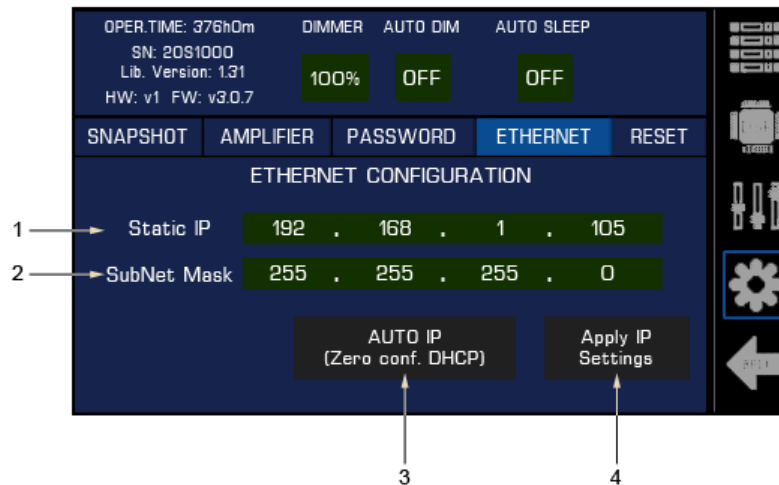 OPER.TIME: 376h0m DIMMER AUTO DIM AUTO SLEEP
SN: 20S1000
Lib. Version: 1.31
100% OFF OFF
HW: v1 FW: v3.0.7
SNAPSHOT AMPLIFIER PASSWORD ETHERNET RESET
ETHERNET CONFIGURATION
1 Static IP 192 . 168 . 1 . 105
2 SubNet Mask 255 . 255 . 255 . 0
AUTO IP Apply IP
(Zero conf. DHCP) Settings
3 4